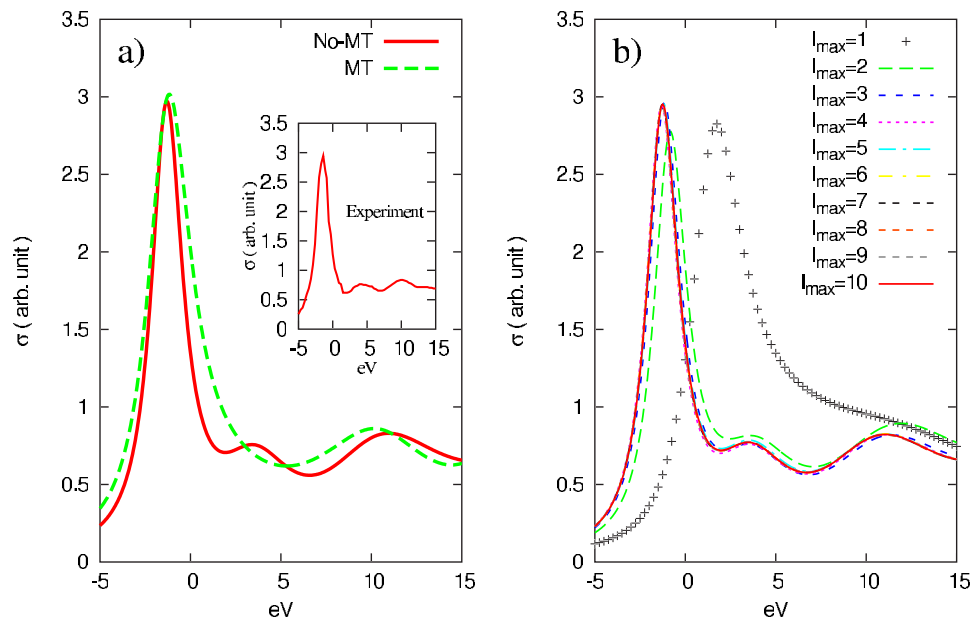 a)
No-MT
MT
σ ( arb. unit )
3.5
3
2.5
2
1.5
1
0.5
0
-5
0
5
10
15
eV
Experiment
σ ( arb. unit )
3.5
3
2.5
2
1.5
1
0.5
0
-5
0
5
10
15
eV
b)
lmax=1
lmax=2
lmax=3
lmax=4
lmax=5
lmax=6
lmax=7
lmax=8
lmax=9
lmax=10
σ ( arb. unit )
3.5
3
2.5
2
1.5
1
0.5
0
-5
0
5
10
15
eV